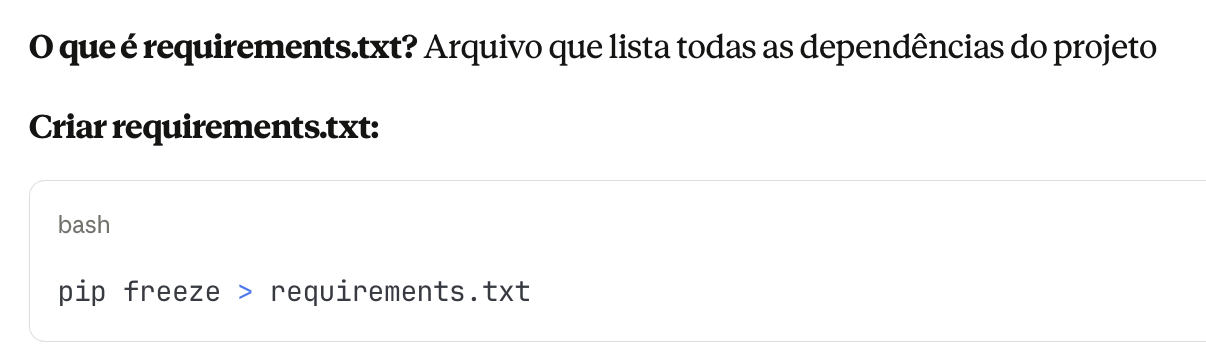 O que é requirements.txt? Arquivo que lista todas as dependências do projeto
Criar requirements.txt:
bash
pip freeze > requirements.txt